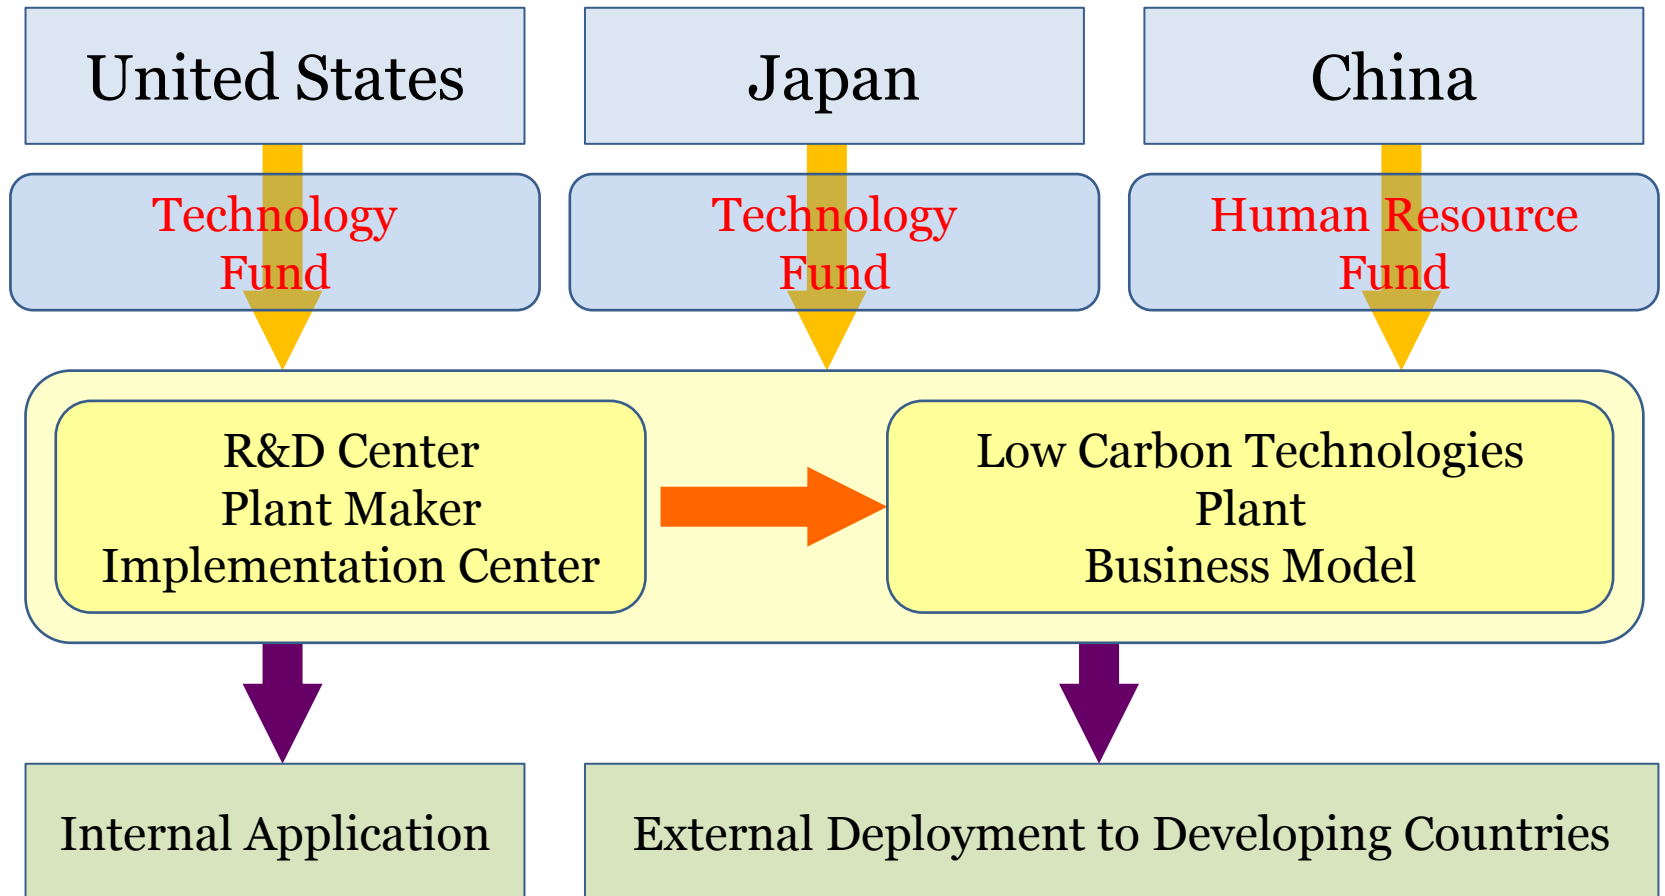 United States
Japan
China
Technology
Fund
Technology
Fund
Human Resource
Fund
R&D Center
Plant Maker
Implementation Center
Low Carbon Technologies
Plant
Business Model
Internal Application
External Deployment to Developing Countries